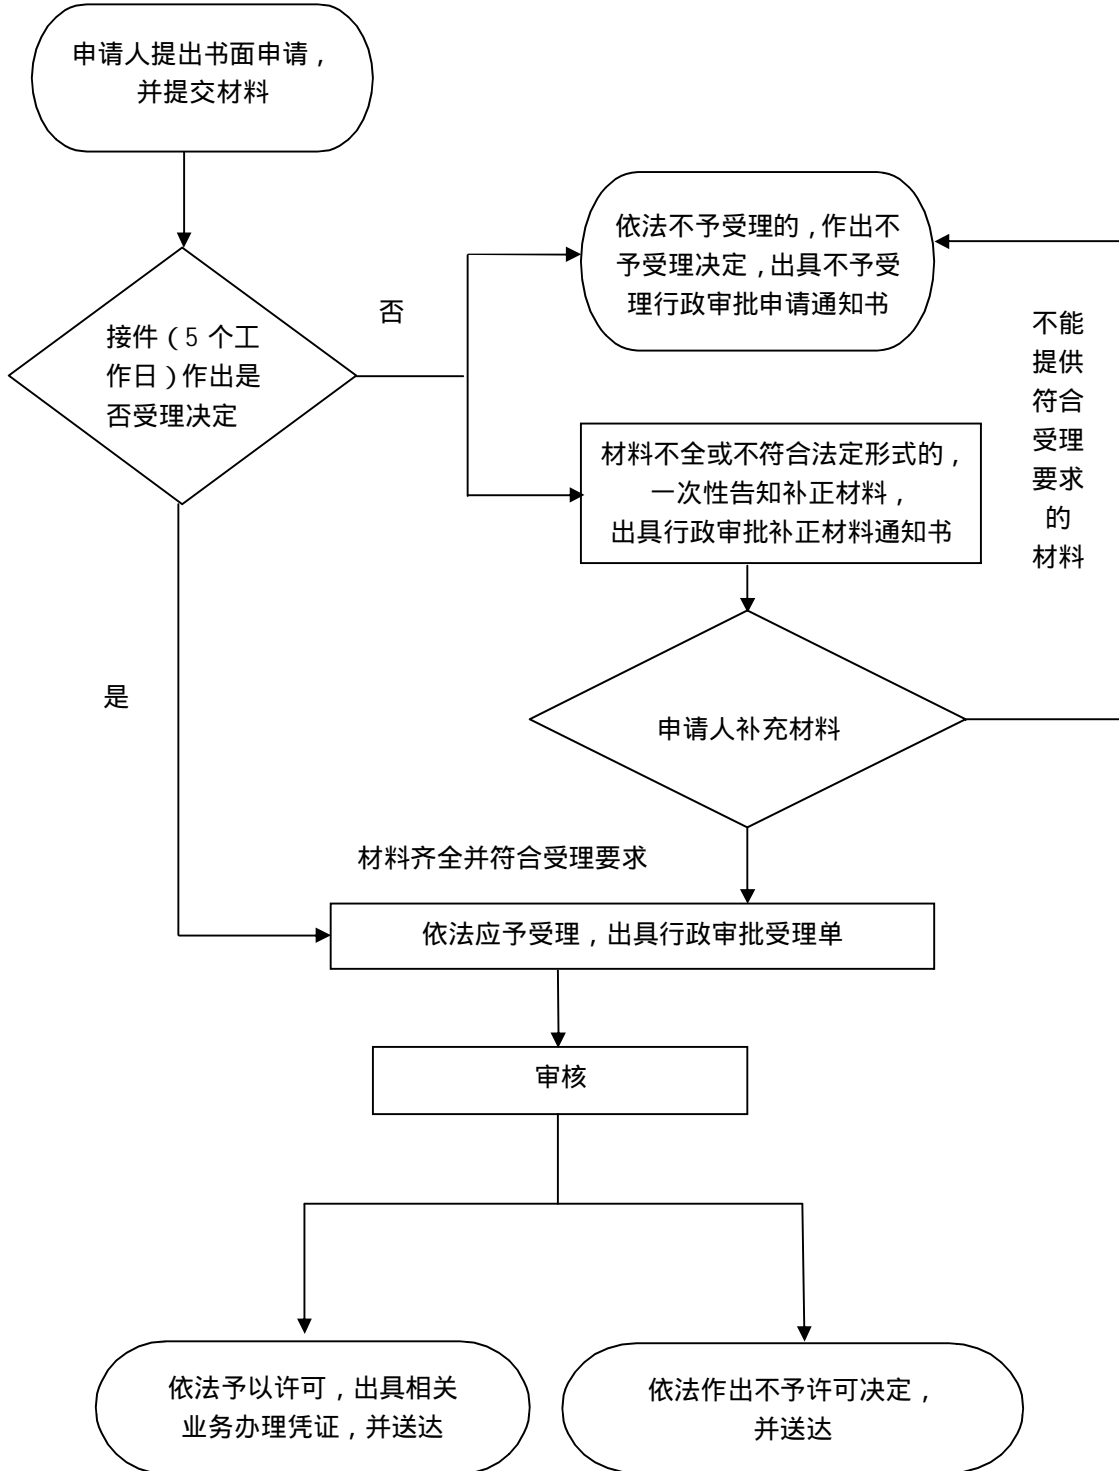 申请人提出书面申请，
并提交材料
依法不予受理的，作出不
予受理决定，出具不予受
理行政审批申请通知书
否
接件（5 个工
作日）作出是
否受理决定
不能
提供
符合
受理
要求
的
材料
材料不全或不符合法定形式的，
一次性告知补正材料，
出具行政审批补正材料通知书
是
申请人补充材料
材料齐全并符合受理要求
依法应予受理，出具行政审批受理单
审核
依法予以许可，出具相关
业务办理凭证，并送达
依法作出不予许可决定，
并送达